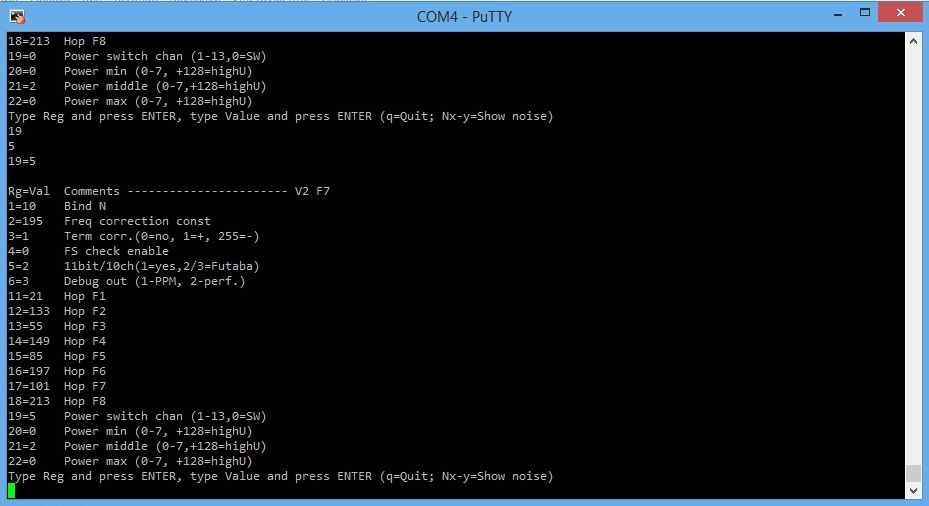 COM4 - PuTTY
18=213  Hop F8
19=0    Power switch chan (1-13,0=SW)
20=0    Power min (0-7, +128=highU)
21=2    Power middle (0-7,+128=highU)
22=0    Power max (0-7, +128=highU)
Type Reg and press ENTER, type Value and press ENTER (q=Quit; Nx-y=Show noise)
19
5
19=5
Rg=Val  Comments ----------------------- V2 F7
1=10    Bind N
2=195   Freq correction const
3=1     Term corr.(0=no, 1=+, 255=-)
4=0     FS check enable
5=2     11bit/10ch(1=yes,2/3=Futaba)
6=3     Debug out (1-PPM, 2-perf.)
11=21   Hop F1
12=133  Hop F2
13=55   Hop F3
14=149  Hop F4
15=85   Hop F5
16=197  Hop F6
17=101  Hop F7
18=213  Hop F8
19=5    Power switch chan (1-13,0=SW)
20=0    Power min (0-7, +128=highU)
21=2    Power middle (0-7,+128=highU)
22=0    Power max (0-7, +128=highU)
Type Reg and press ENTER, type Value and press ENTER (q=Quit; Nx-y=Show noise)